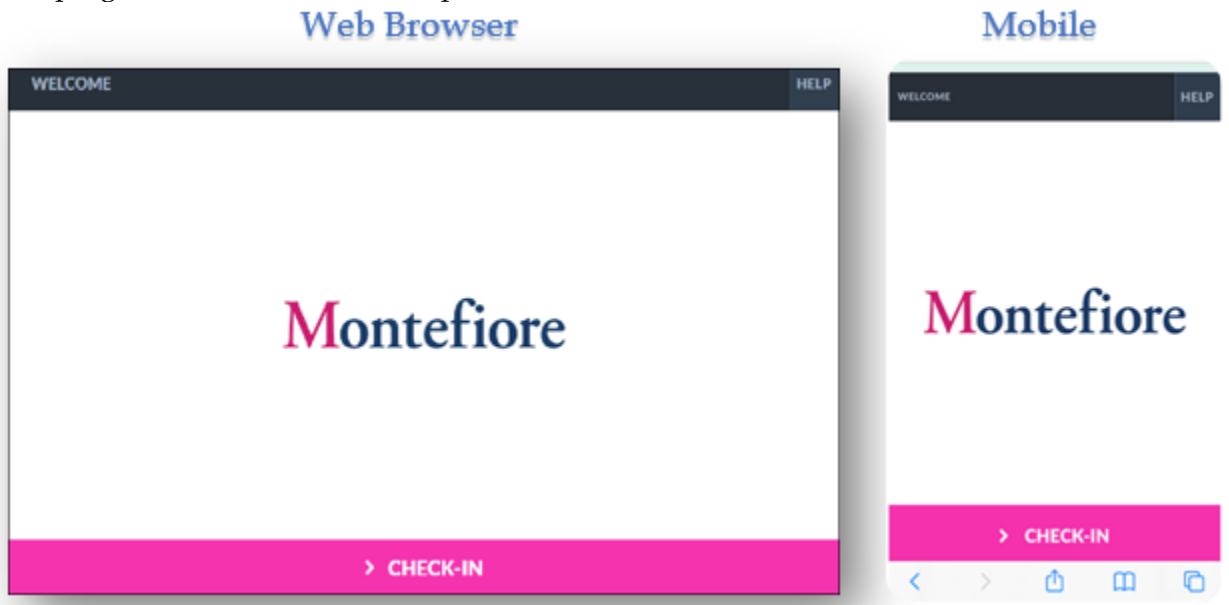 Web Browser
Mobile
WELCOME
HELP
WELCOME
HELP
Montefiore
Montefiore
> CHECK-IN
> CHECK-IN